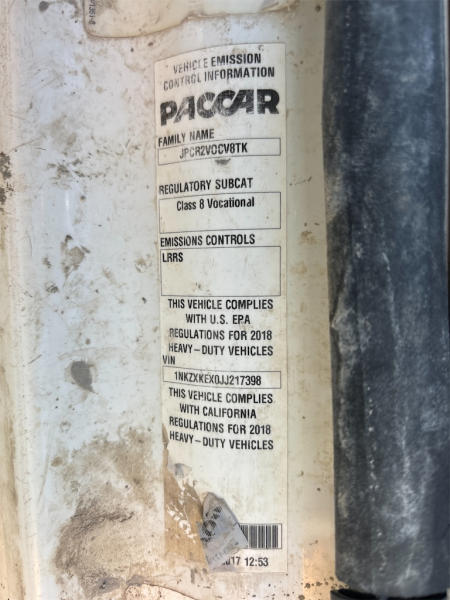 VEHICLE EMISSION
CONTROL INFORMATION
PACCAR
FAMILY NAME
JPCR2VOCV8TK
REGULATORY SUBCAT
Class 8 Vocational
EMISSIONS CONTROLS
LRRS
THIS VEHICLE COMPLIES
WITH U.S. EPA
REGULATIONS FOR 2018
HEAVY-DUTY VEHICLES
VIN
1NKZXKEX0JJ217398
THIS VEHICLE COMPLIES
WITH CALIFORNIA
REGULATIONS FOR 2018
HEAVY-DUTY VEHICLES
12:53